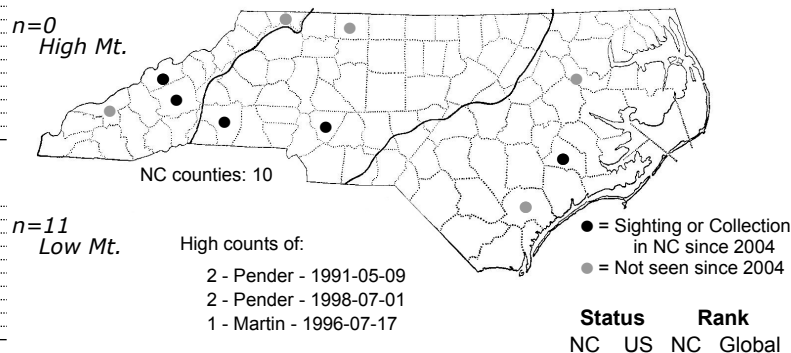 n=0
High Mt.
NC counties: 10
n=11
Low Mt.
High counts of:
2 - Pender - 1991-05-09
2 - Pender - 1998-07-01
1 - Martin - 1996-07-17
= Sighting or Collection
in NC since 2004
= Not seen since 2004
Status Rank
NC US NC Global